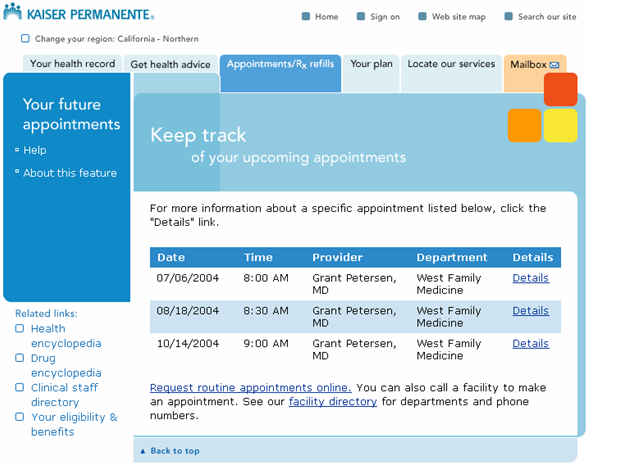 KAISER PERMANENTE®
Home Sign on Web site map Search our site
Change your region: California - Northern
Your health record Get health advice Appointments/Rx refills Your plan Locate our services Mailbox
Your future
appointments
Help
About this feature
Related links:
Health
encyclopedia
Drug
encyclopedia
Clinical staff
directory
Your eligibility &
benefits
Keep track
of your upcoming appointments
For more information about a specific appointment listed below, click the
"Details" link.
Date Time Provider Department Details
07/06/2004 8:00 AM Grant Petersen, West Family Details
MD Medicine
08/18/2004 8:30 AM Grant Petersen, West Family Details
MD Medicine
10/14/2004 9:00 AM Grant Petersen, West Family Details
MD Medicine
Request routine appointments online. You can also call a facility to make
an appointment. See our facility directory for departments and phone
numbers.
Back to top